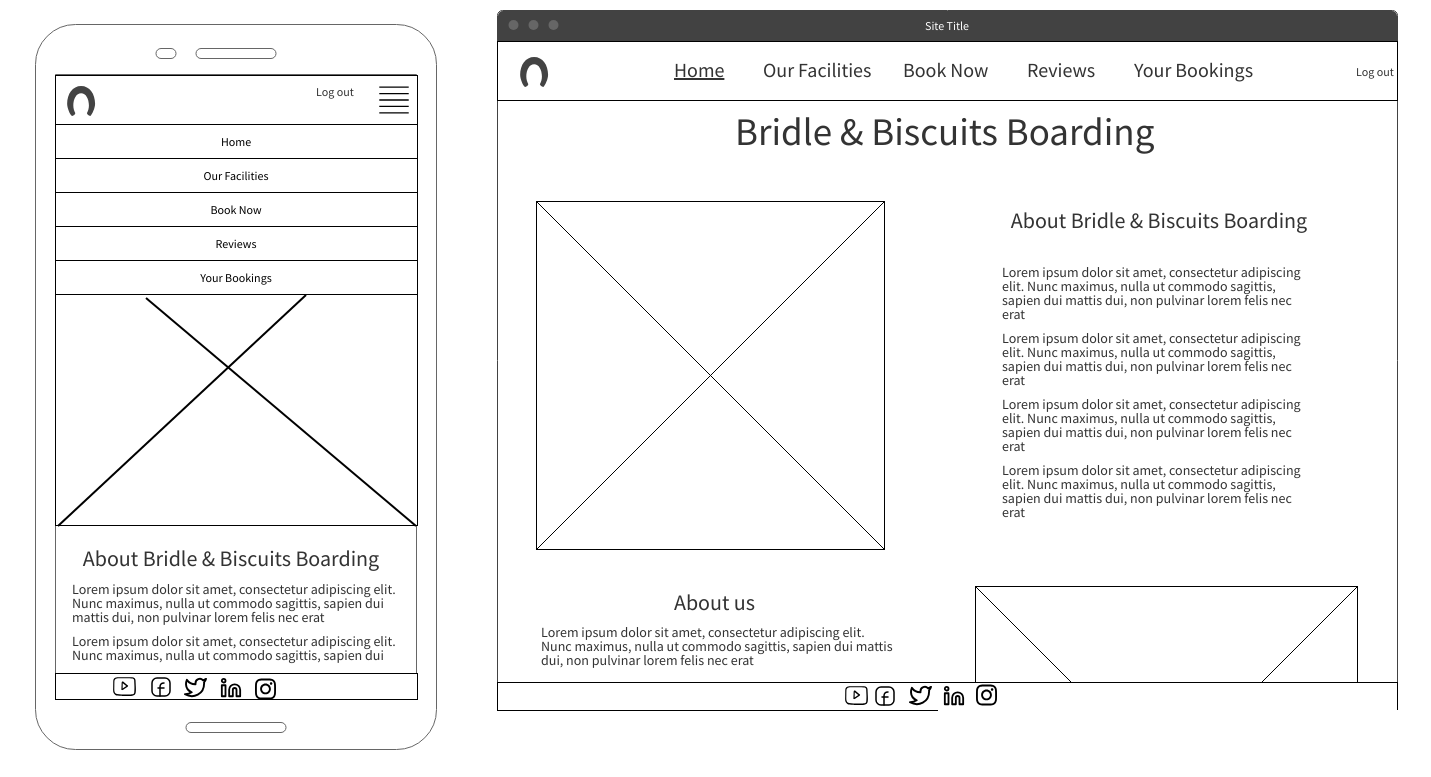 Log out
Home
Our Facilities
Book Now
Reviews
Your Bookings
About Bridle & Biscuits Boarding
Lorem ipsum dolor sit amet, consectetur adipiscing elit.
Nunc maximus, nulla ut commodo sagittis, sapien dui
mattis dui, non pulvinar lorem felis nec erat
Lorem ipsum dolor sit amet, consectetur adipiscing elit.
Nunc maximus, nulla ut commodo sagittis, sapien dui
Site Title
Home Our Facilities Book Now Reviews Your Bookings Log out
Bridle & Biscuits Boarding
About Bridle & Biscuits Boarding
Lorem ipsum dolor sit amet, consectetur adipiscing
elit. Nunc maximus, nulla ut commodo sagittis,
sapien dui mattis dui, non pulvinar lorem felis nec
erat
Lorem ipsum dolor sit amet, consectetur adipiscing
elit. Nunc maximus, nulla ut commodo sagittis,
sapien dui mattis dui, non pulvinar lorem felis nec
erat
Lorem ipsum dolor sit amet, consectetur adipiscing
elit. Nunc maximus, nulla ut commodo sagittis,
sapien dui mattis dui, non pulvinar lorem felis nec
erat
Lorem ipsum dolor sit amet, consectetur adipiscing
elit. Nunc maximus, nulla ut commodo sagittis,
sapien dui mattis dui, non pulvinar lorem felis nec
erat
About us
Lorem ipsum dolor sit amet, consectetur adipiscing elit.
Nunc maximus, nulla ut commodo sagittis, sapien dui mattis
dui, non pulvinar lorem felis nec erat